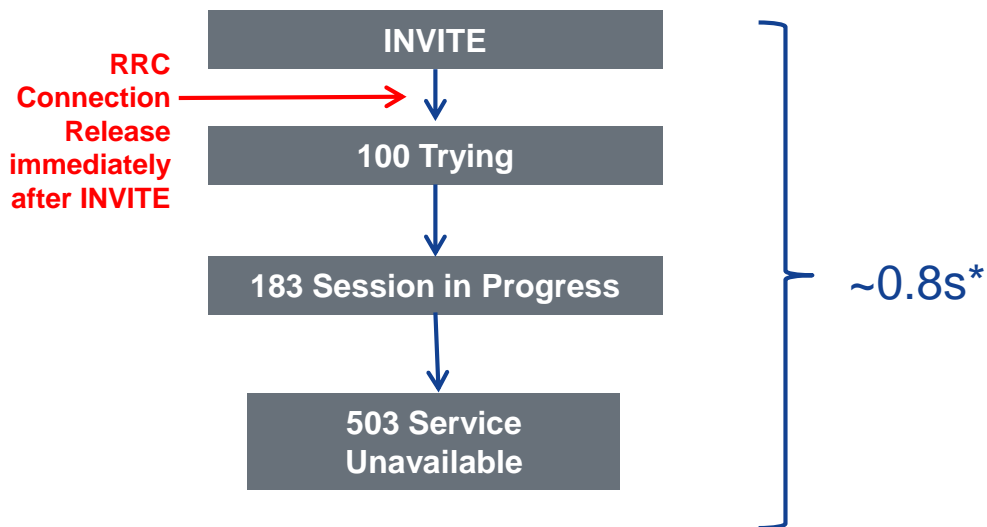 INVITE
RRC
Connection
Release
immediately
after INVITE
100 Trying
183 Session in Progress
~0.8s*
503 Service
Unavailable